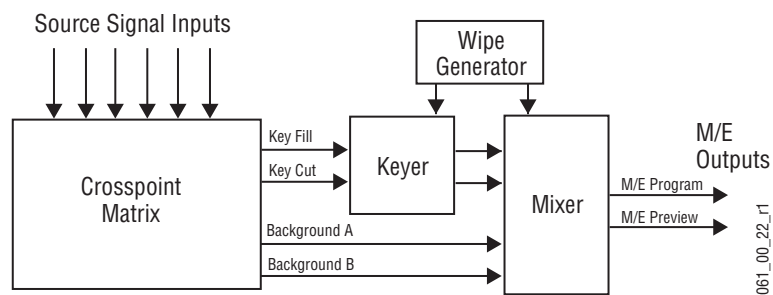 Source Signal Inputs
Wipe
Generator
Crosspoint
Matrix
Key Fill
Key Cut
Background A
Background B
Keyer
Mixer
M/E
Outputs
M/E Program
M/E Preview
061_00_22_r1